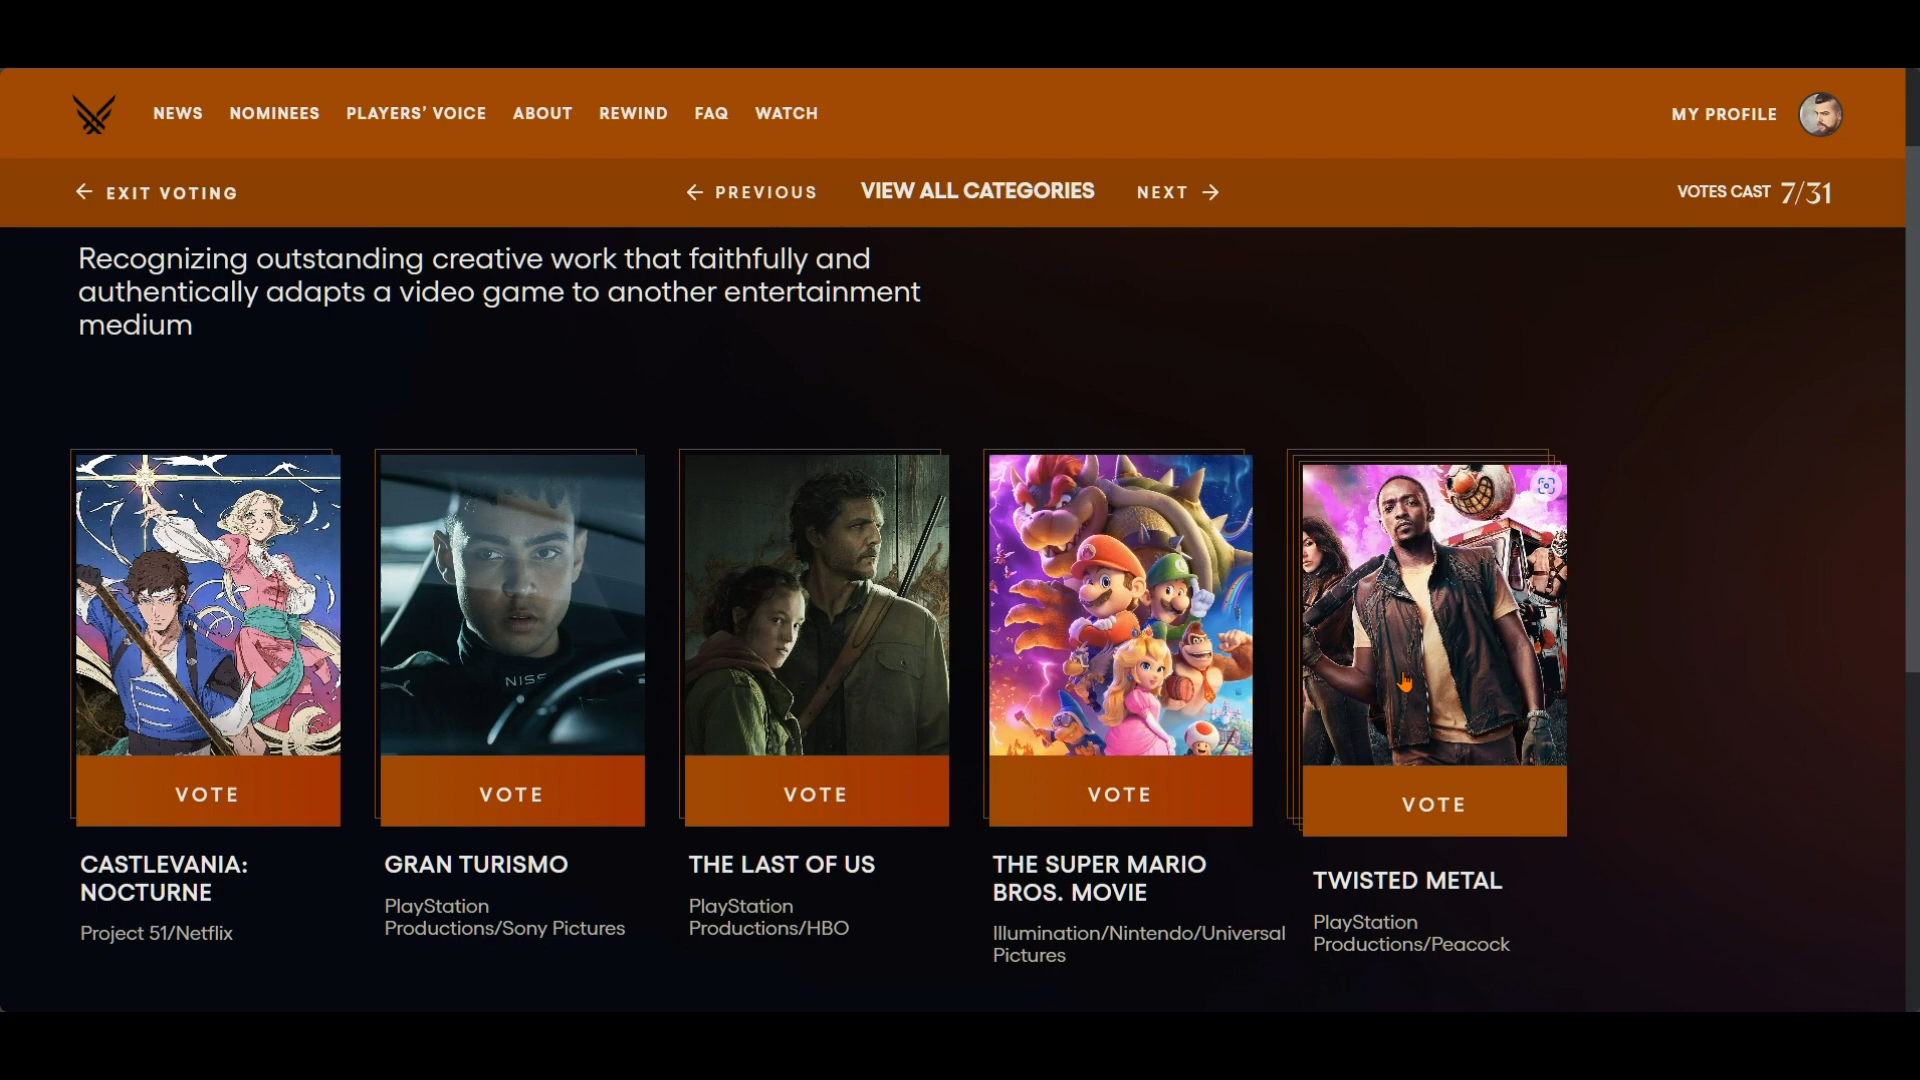 NEWS NOMINEES PLAYERS’ VOICE ABOUT REWIND FAQ WATCH MY PROFILE
EXIT VOTING PREVIOUS VIEW ALL CATEGORIES NEXT VOTES CAST 7/31
Recognizing outstanding creative work that faithfully and
authentically adapts a video game to another entertainment
medium
NISS
VOTE VOTE VOTE VOTE VOTE
CASTLEVANIA:
NOCTURNE
Project 51/Netflix
GRAN TURISMO
PlayStation
Productions/Sony Pictures
THE LAST OF US
PlayStation
Productions/HBO
THE SUPER MARIO
BROS. MOVIE
Illumination/Nintendo/Universal
Pictures
TWISTED METAL
PlayStation
Productions/Peacock